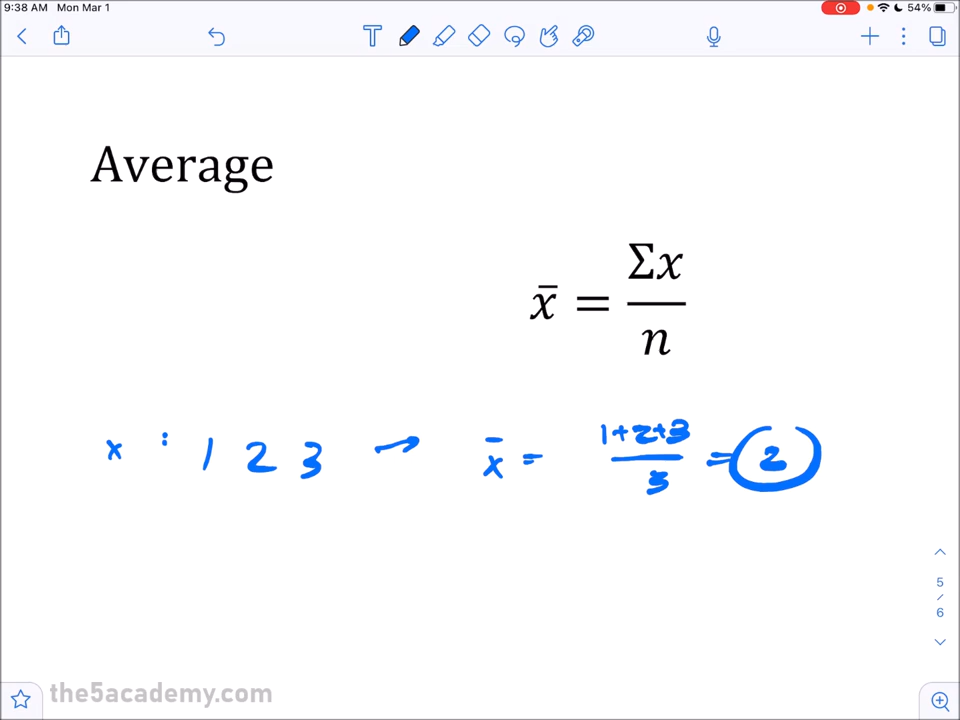 9:38 AM Mon Mar 1 54%
Average
x̄ = Σx / n
x : 1 2 3 → x̄ = (1+2+3) / 3 = 2
5
/
6
the5academy.com